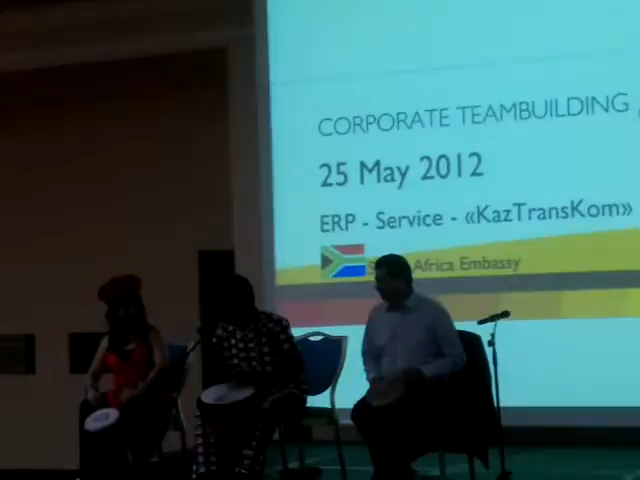 CORPORATE TEAMBUILDING
25 May 2012
ERP - Service - «KazTransKom»
Africa Embassy